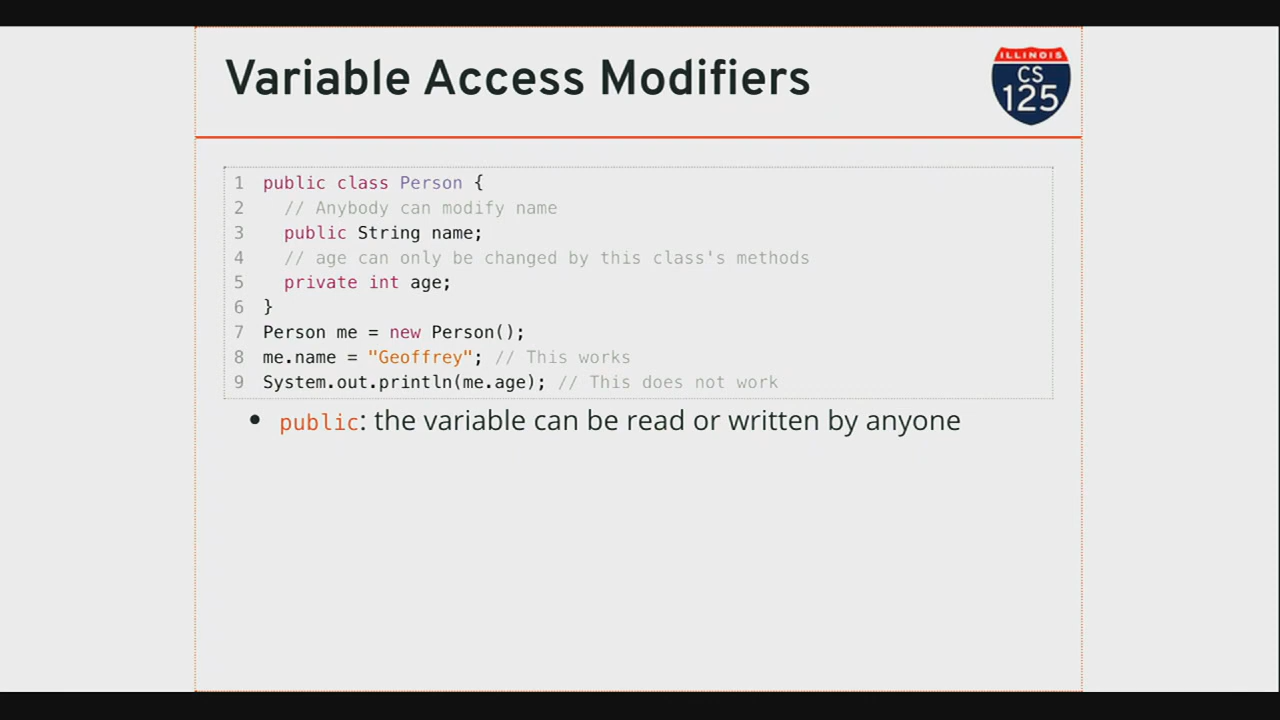 Variable Access Modifiers
ILLINOIS
CS
125
1 public class Person {
2   // Anybody can modify name
3   public String name;
4   // age can only be changed by this class's methods
5   private int age;
6 }
7 Person me = new Person();
8 me.name = "Geoffrey"; // This works
9 System.out.println(me.age); // This does not work
• public: the variable can be read or written by anyone